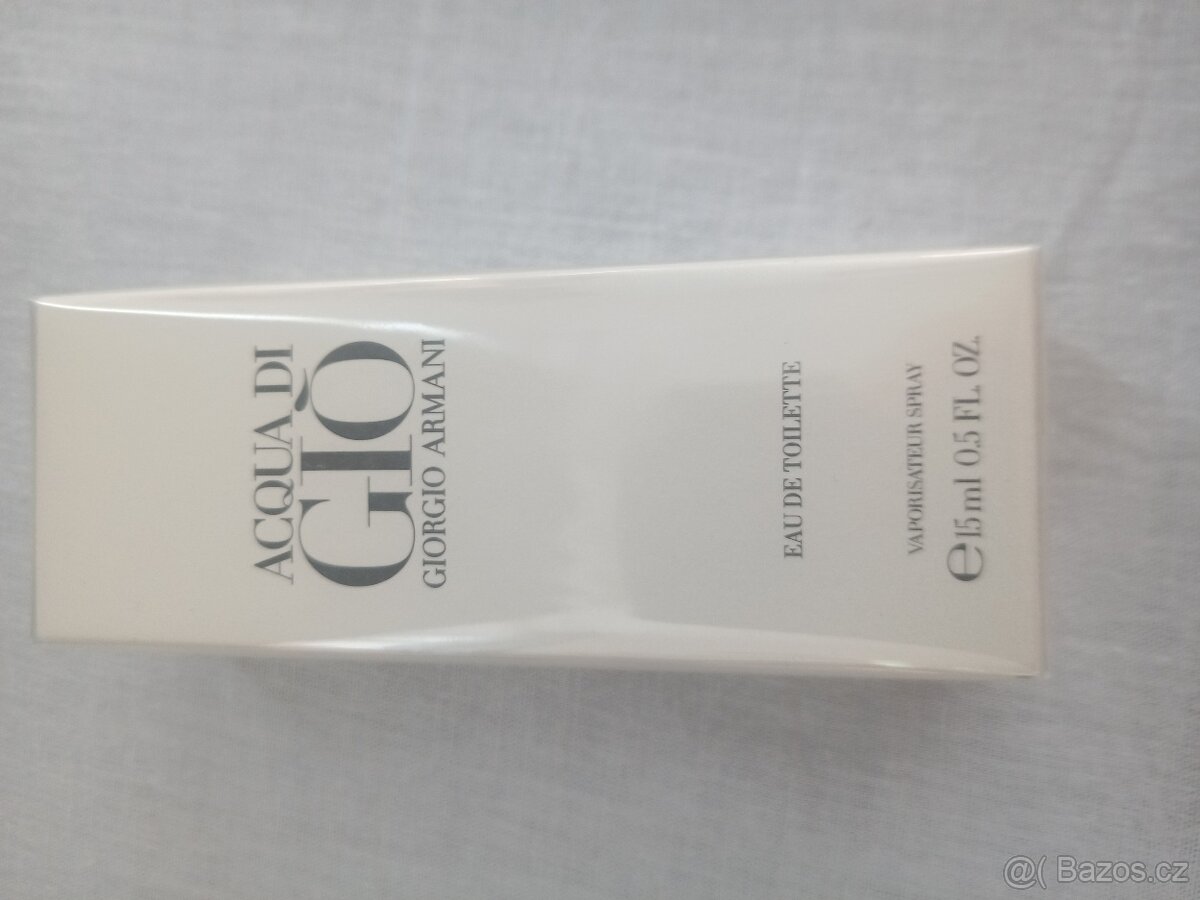 ACQUA DI
GIÒ
GIORGIO ARMANI
EAU DE TOILETTE
VAPORISATEUR SPRAY
℮ 15 ml 0.5 FL. OZ.
@( Bazos.cz